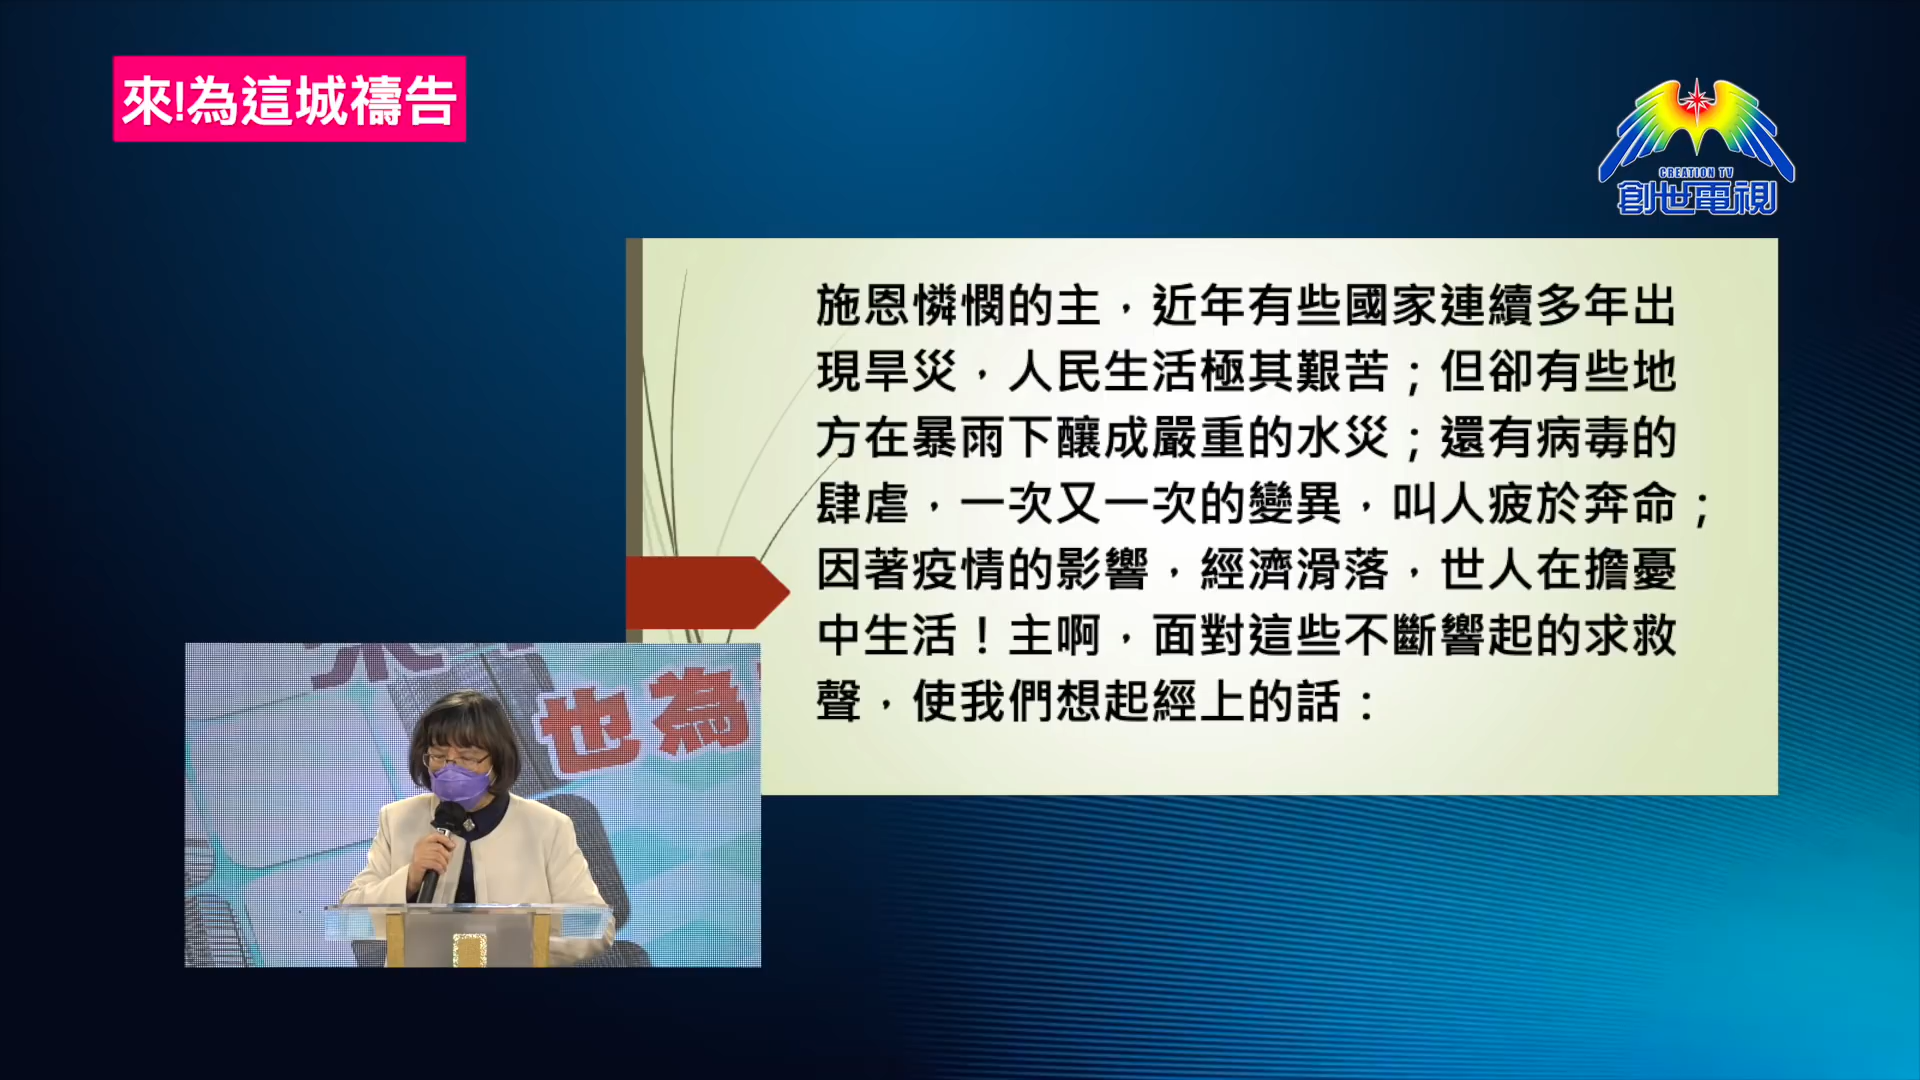 來!為這城禱告
CREATION TV
創世電視
施恩憐憫的主，近年有些國家連續多年出
現旱災，人民生活極其艱苦；但卻有些地
方在暴雨下釀成嚴重的水災；還有病毒的
肆虐，一次又一次的變異，叫人疲於奔命；
因著疫情的影響，經濟滑落，世人在擔憂
中生活！主啊，面對這些不斷響起的求救
聲，使我們想起經上的話：
也為